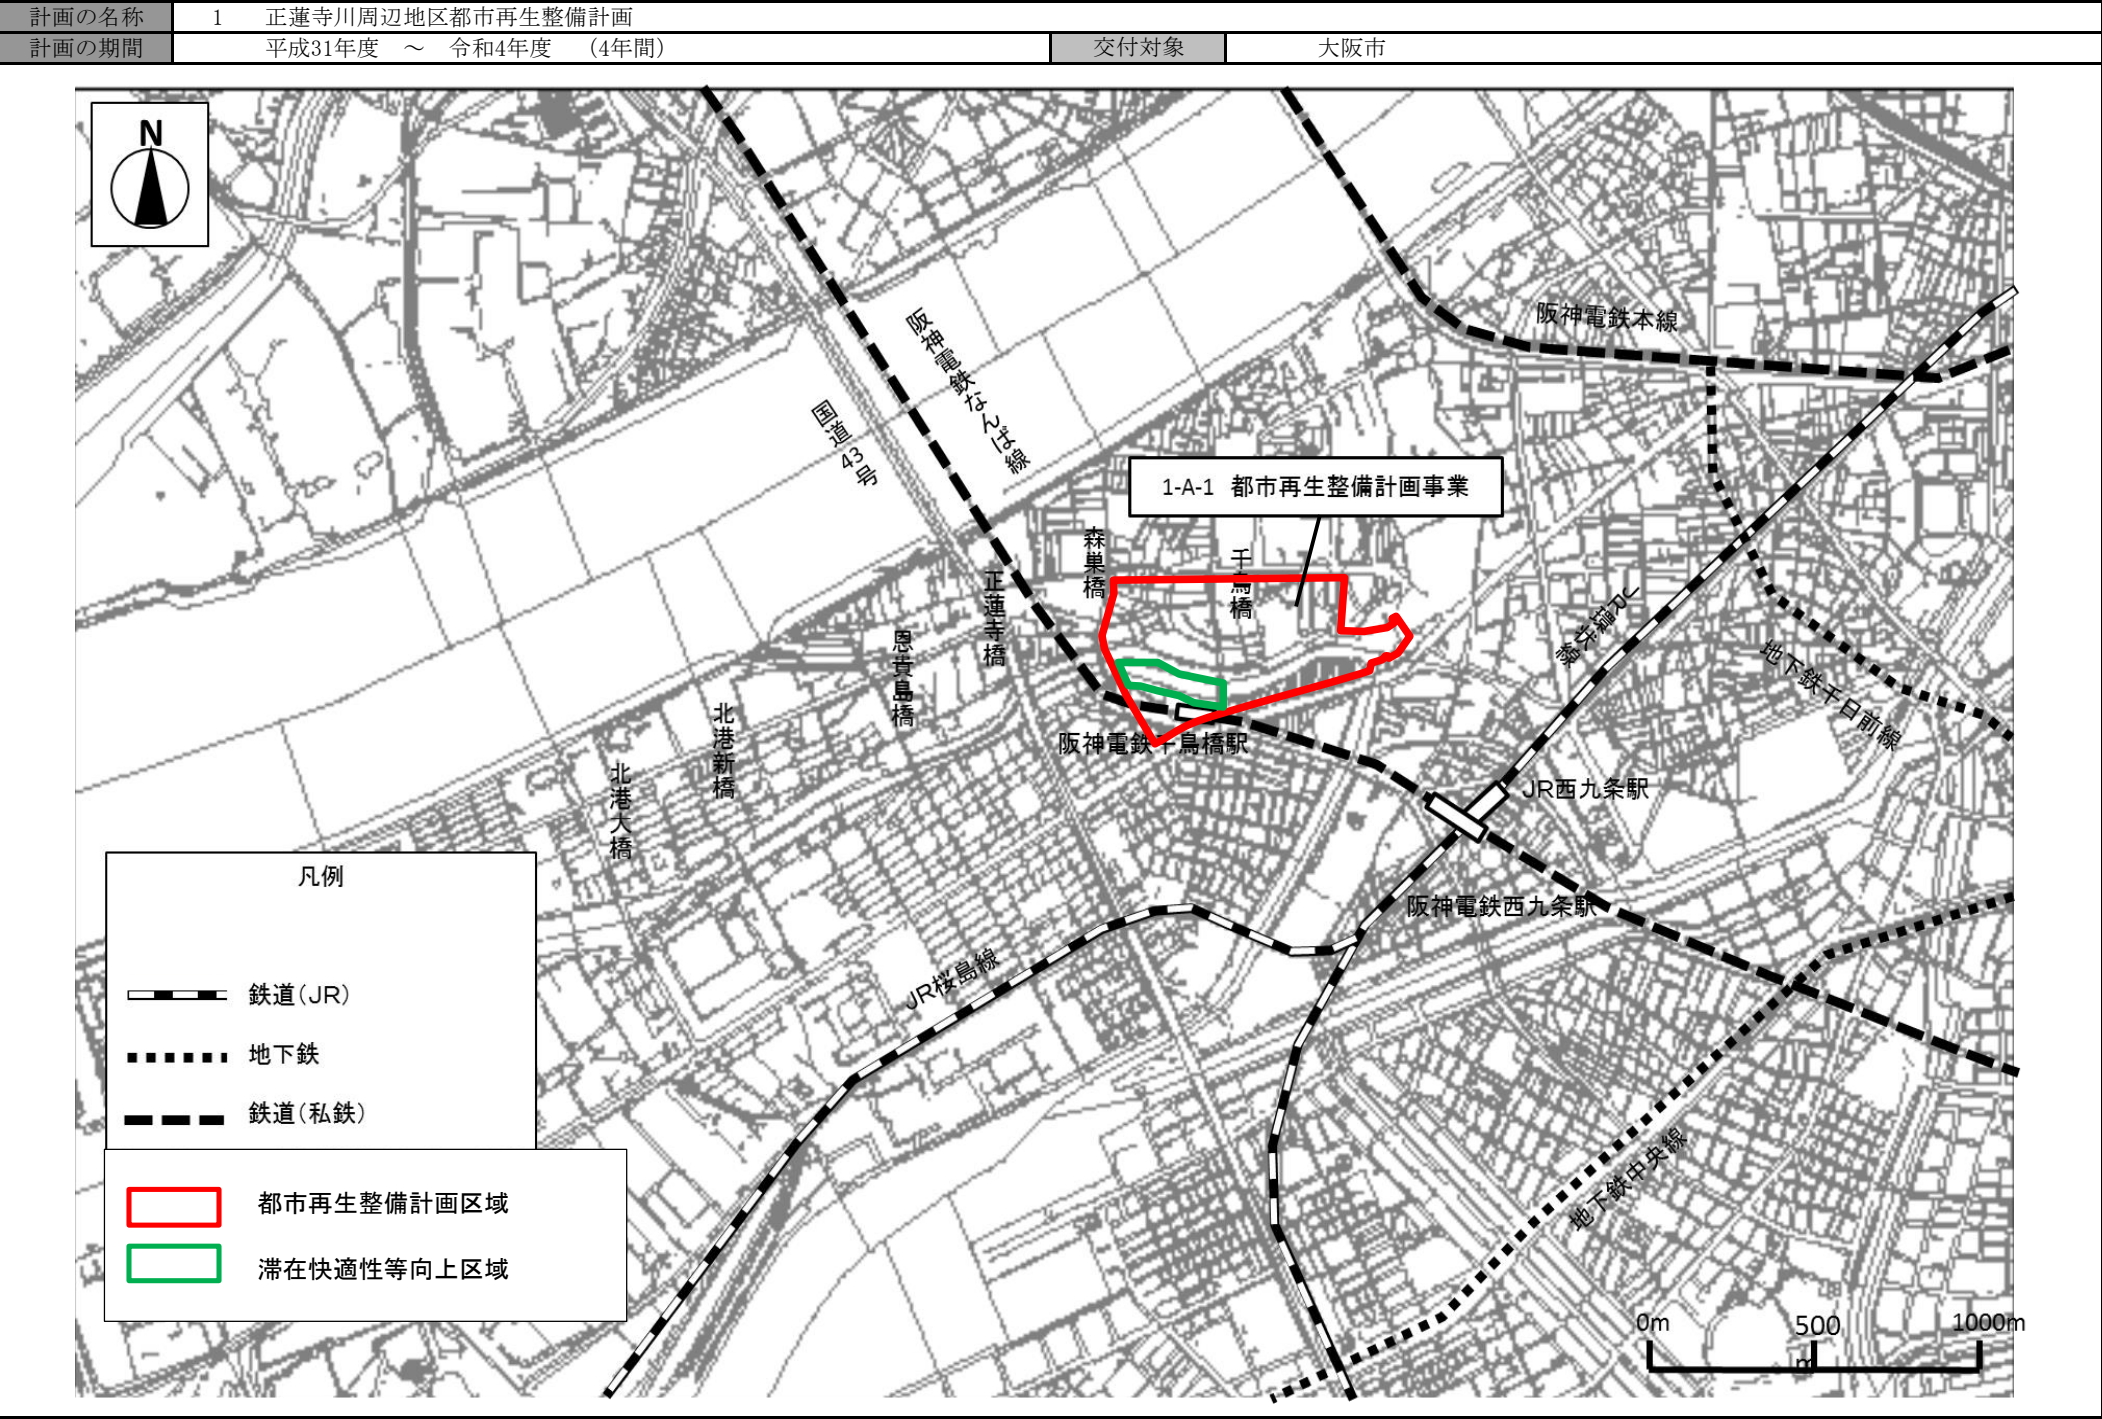 計画の名称 1 正蓮寺川周辺地区都市再生整備計画
計画の期間 平成31年度 ～ 令和4年度 (4年間) 交付対象 大阪市
N
阪神電鉄本線
阪神電鉄なんば線
国道43号
1-A-1 都市再生整備計画事業
森巣橋
千鳥橋
正蓮寺橋
恩貴島橋
北港新橋
北港大橋
JR環状線
地下鉄千日前線
阪神電鉄千鳥橋駅
JR西九条駅
阪神電鉄西九条駅
JR桜島線
地下鉄中央線
凡例
鉄道(JR)
地下鉄
鉄道(私鉄)
都市再生整備計画区域
滞在快適性等向上区域
0m 500m 1000m